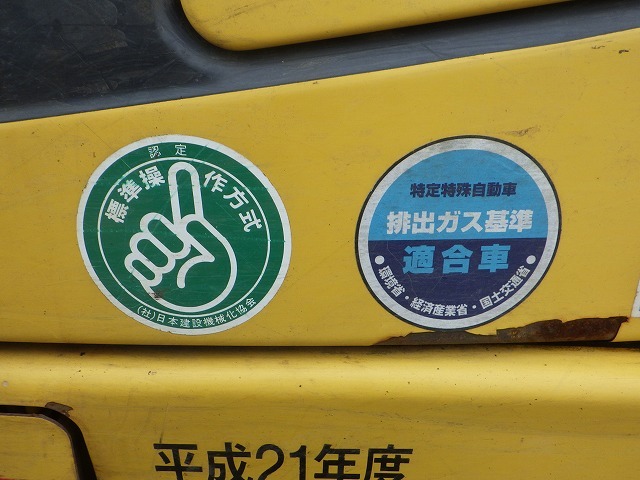 認定
標準操作方式
(社)日本建設機械化協会
特定特殊自動車
排出ガス基準
適合車
・環境省・経済産業省・国土交通省・
平成21年度